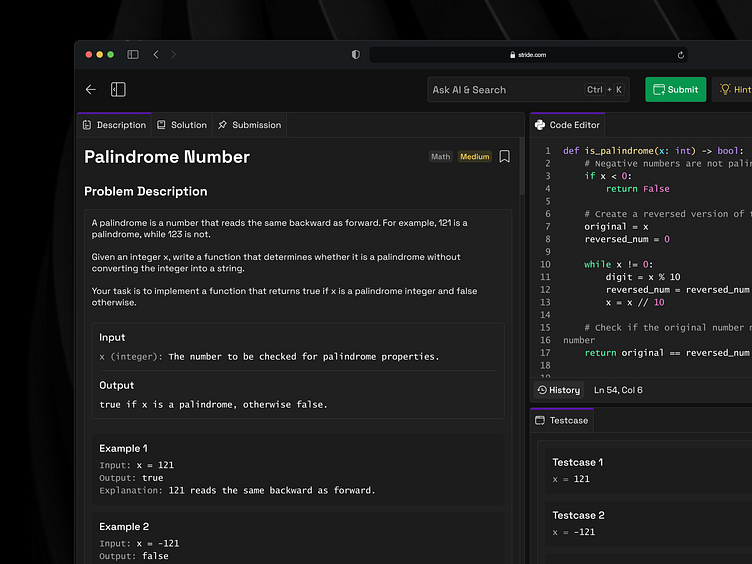 stride.com
Ask AI & Search
Ctrl + K
Submit
Hint
Description
Solution
Submission
Palindrome Number
Math
Medium
Problem Description
A palindrome is a number that reads the same backward as forward. For example, 121 is a
palindrome, while 123 is not.
Given an integer x, write a function that determines whether it is a palindrome without
converting the integer into a string.
Your task is to implement a function that returns true if x is a palindrome integer and false
otherwise.
Input
x (integer): The number to be checked for palindrome properties.
Output
true if x is a palindrome, otherwise false.
Example 1
Input: x = 121
Output: true
Explanation: 121 reads the same backward as forward.
Example 2
Input: x = -121
Output: false
Code Editor
1 def is_palindrome(x: int) -> bool:
2 # Negative numbers are not palin
3 if x < 0:
4 return False
5
6 # Create a reversed version of
7 original = x
8 reversed_num = 0
9
10 while x != 0:
11 digit = x % 10
12 reversed_num = reversed_num
13 x = x // 10
14
15 # Check if the original number
16 number
17 return original == reversed_num
18
History
Ln 54, Col 6
Testcase
Testcase 1
x = 121
Testcase 2
x = -121